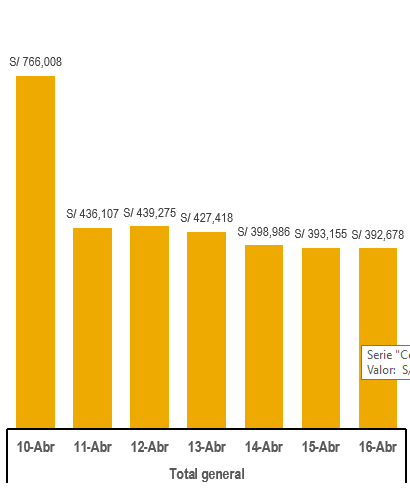 S/ 766,008
S/ 436,107 S/ 439,275 S/ 427,418 S/ 398,986 S/ 393,155 S/ 392,678
Serie "C
Valor: S/
10-Abr 11-Abr 12-Abr 13-Abr 14-Abr 15-Abr 16-Abr
Total general